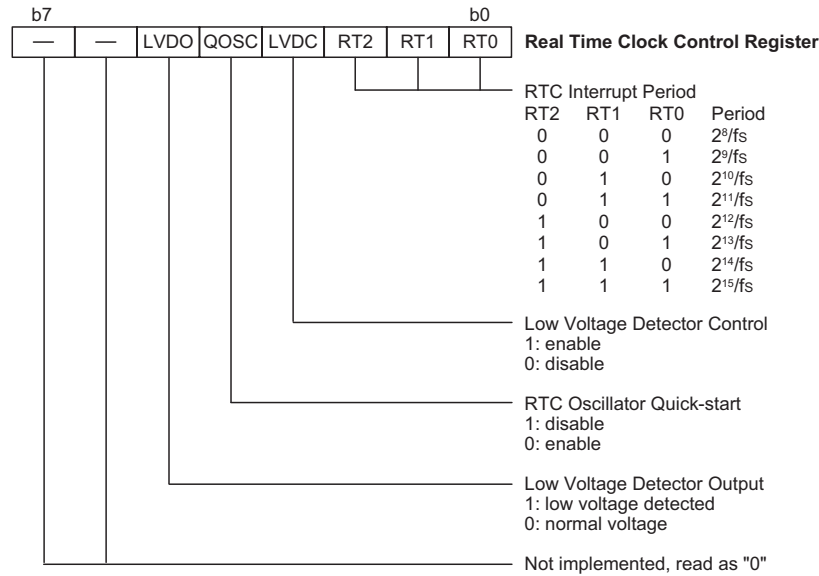 b7 b0
— — LVDO QOSC LVDC RT2 RT1 RT0 Real Time Clock Control Register
RTC Interrupt Period
RT2 RT1 RT0 Period
0 0 0 2⁸/fs
0 0 1 2⁹/fs
0 1 0 2¹⁰/fs
0 1 1 2¹¹/fs
1 0 0 2¹²/fs
1 0 1 2¹³/fs
1 1 0 2¹⁴/fs
1 1 1 2¹⁵/fs
Low Voltage Detector Control
1: enable
0: disable
RTC Oscillator Quick-start
1: disable
0: enable
Low Voltage Detector Output
1: low voltage detected
0: normal voltage
Not implemented, read as "0"